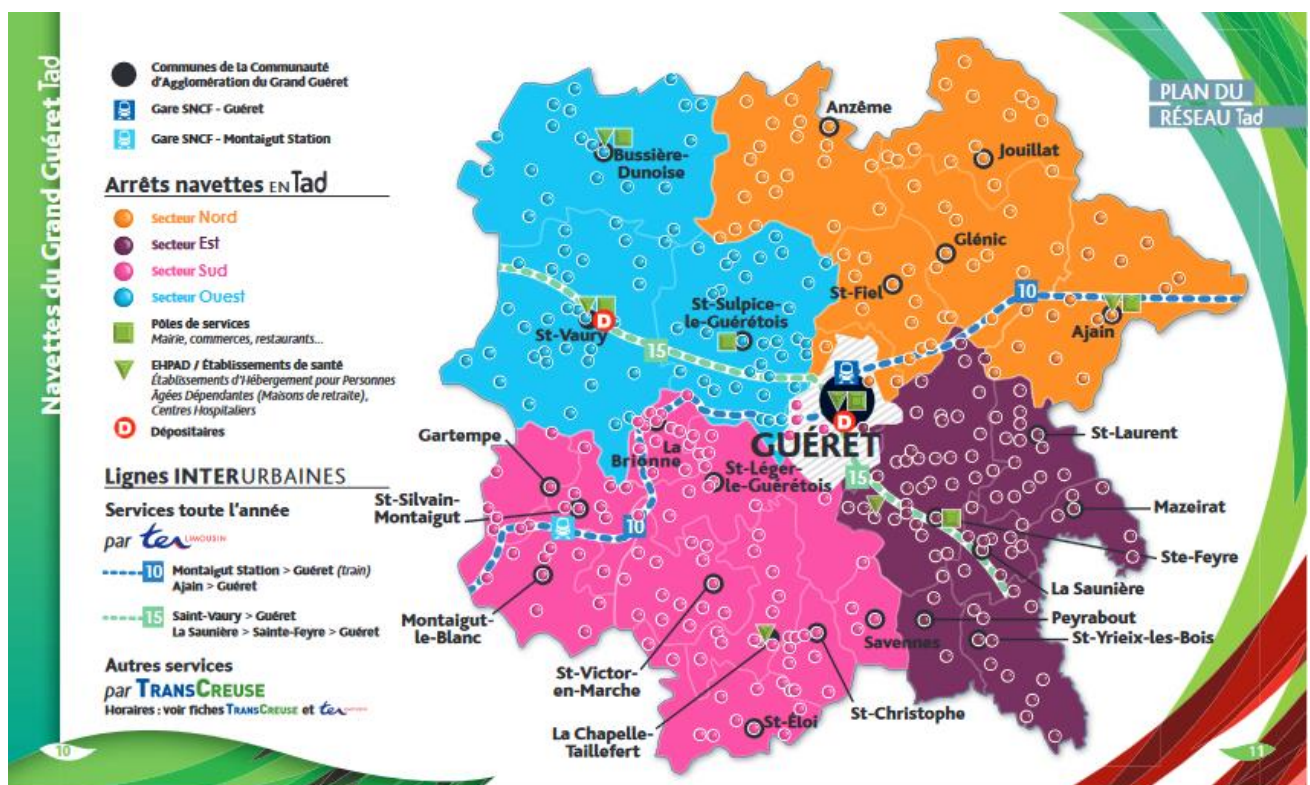 Navettes du Grand Guéret Tad
Communes de la Communauté
d'Agglomération du Grand Guéret
Gare SNCF - Guéret
Gare SNCF - Montaigut Station
Arrêts navettes EN Tad
Secteur Nord
Secteur Est
Secteur Sud
Secteur Ouest
Pôles de services
Mairie, commerces, restaurants...
EHPAD / Établissements de santé
Établissements d'Hébergement pour Personnes
Âgées Dépendantes (Maisons de retraite),
Centres Hospitaliers
D Dépositaires
Lignes INTERURBAINES
Services toute l'année
par ter LIMOUSIN
10 Montaigut Station > Guéret (train)
Ajain > Guéret
15 Saint-Vaury > Guéret
La Saunière > Sainte-Feyre > Guéret
Autres services
par TRANSCREUSE
Horaires : voir fiches TRANSCREUSE et ter
10
PLAN DU
RÉSEAU Tad
Anzême
Jouillat
Bussière-
Dunoise
Glénic
St-Fiel
10
Ajain
St-Sulpice-
le-Guérétois
D
St-Vaury
15
D
GUÉRET
Gartempe
La
Brionne
St-Léger-
le-Guérétois
15
St-Laurent
St-Silvain-
Montaigut
10
Mazeirat
Ste-Feyre
La Saunière
Montaigut-
le-Blanc
Savennes
Peyrabout
St-Yrieix-les-Bois
St-Victor-
en-Marche
St-Christophe
La Chapelle-
Taillefert
St-Éloi
11